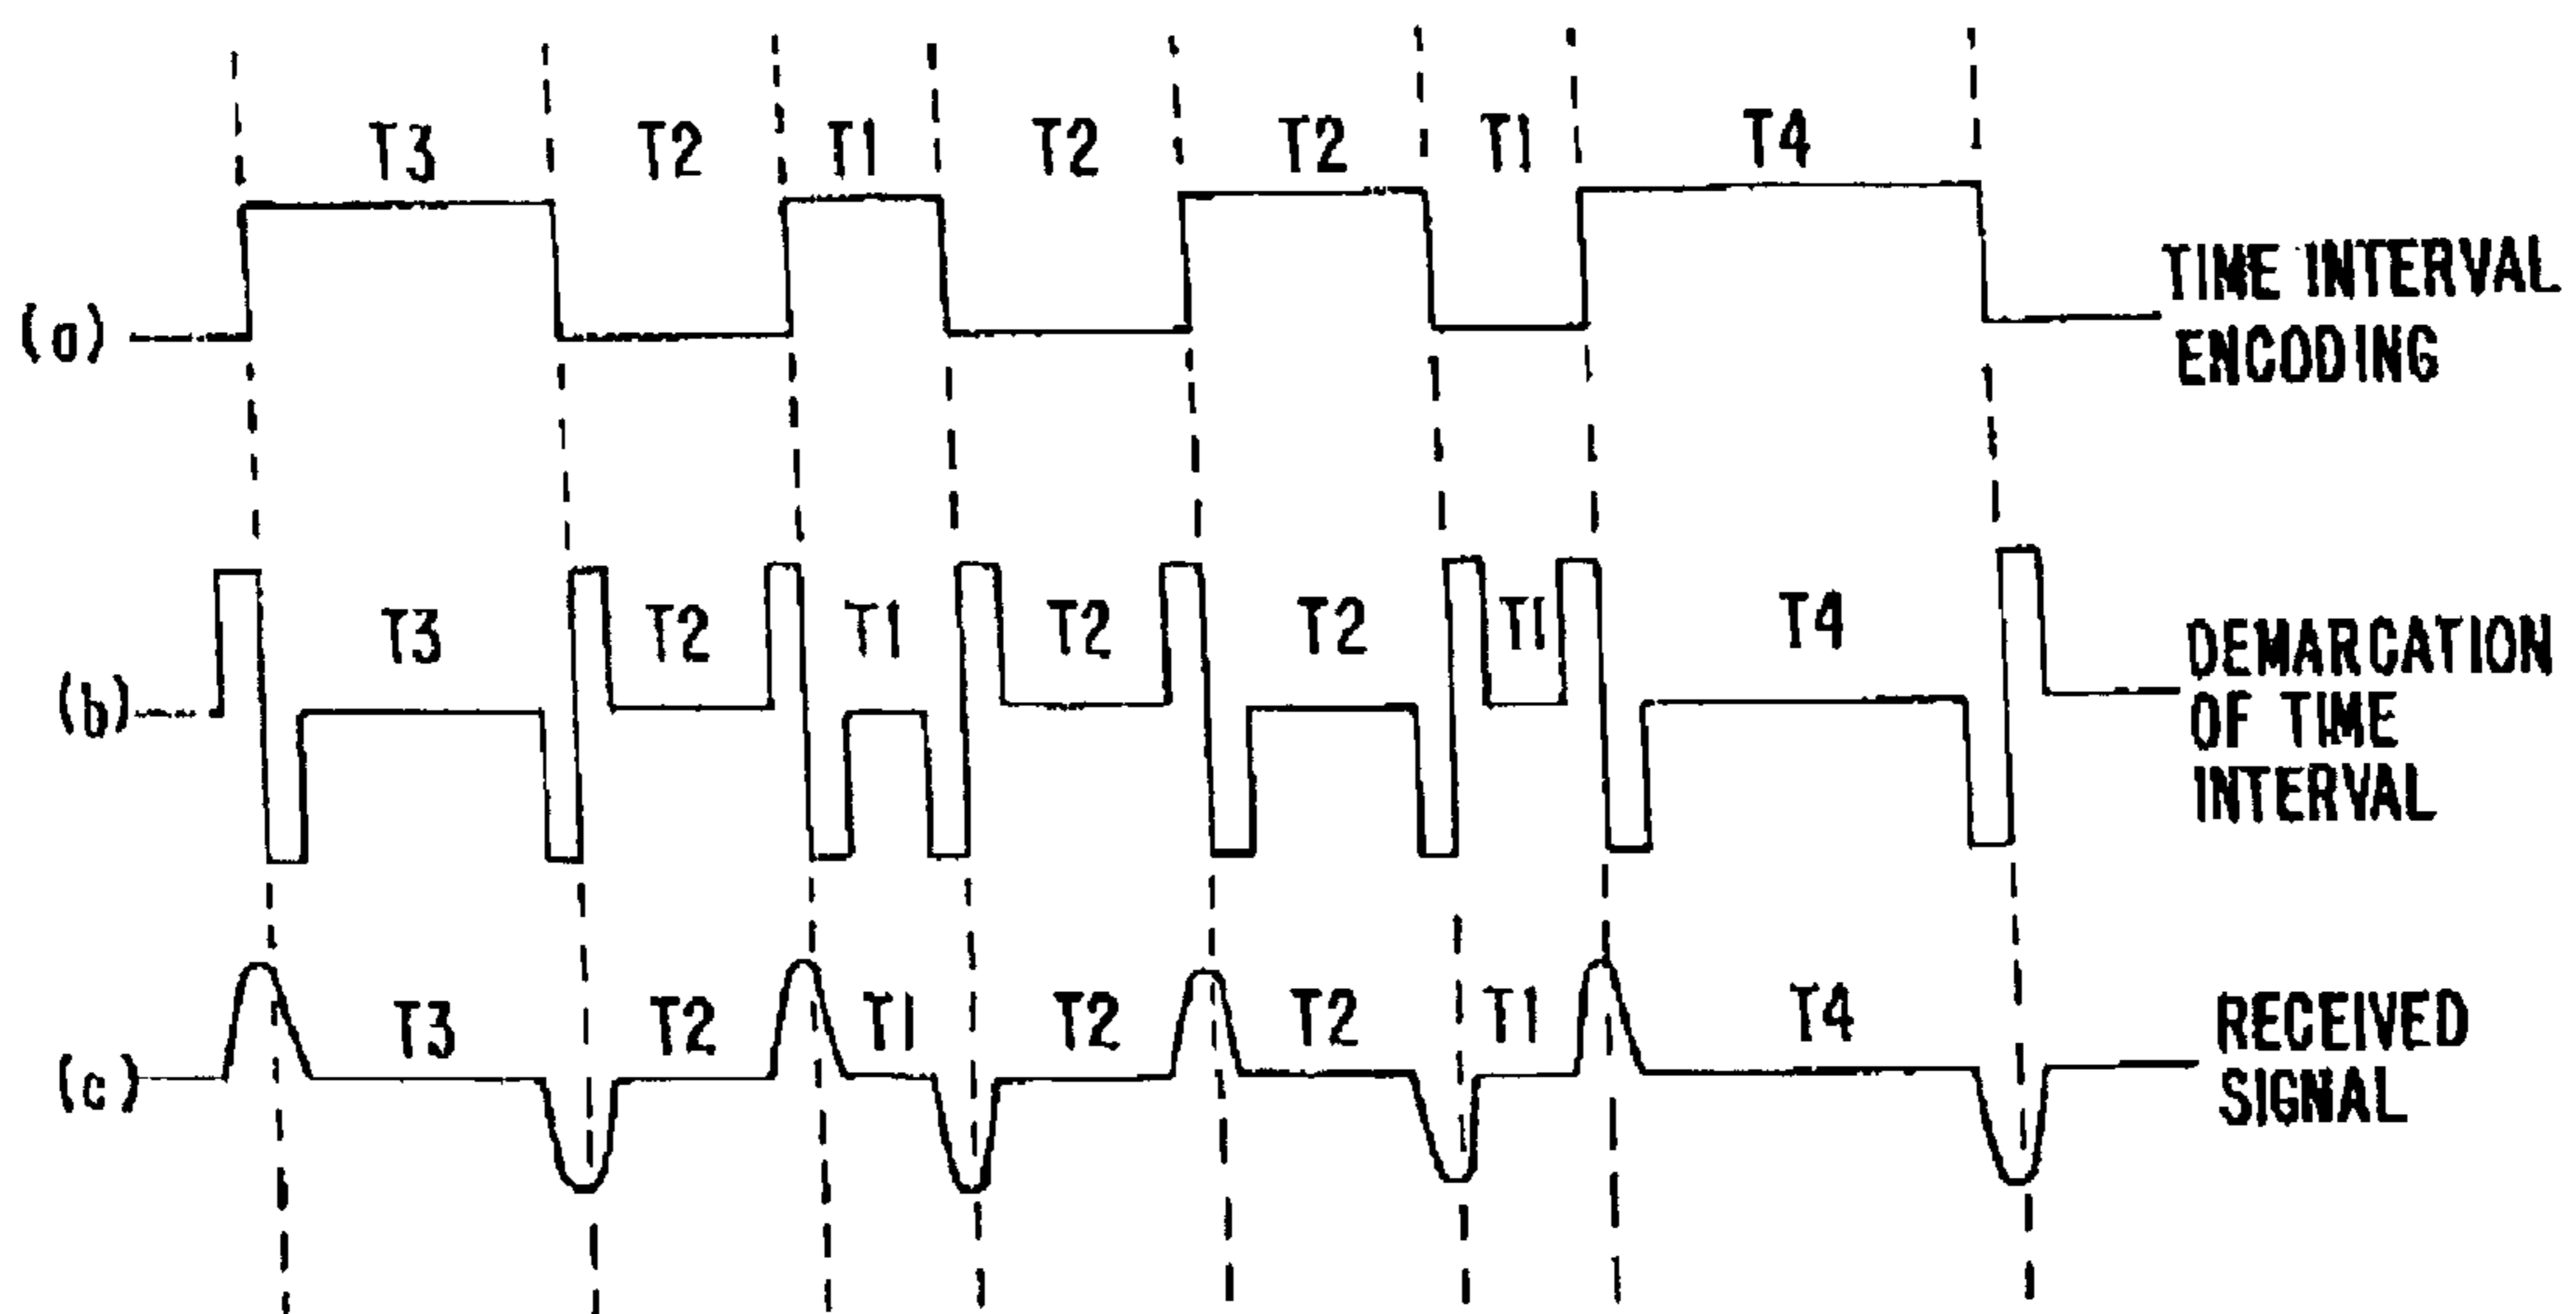 T3 T2 T1 T2 T2 T1 T4
(a)
TIME INTERVAL
ENCODING
T3 T2 T1 T2 T2 T1 T4
(b)
DEMARCATION
OF TIME
INTERVAL
T3 T2 T1 T2 T2 T1 T4
(c)
RECEIVED
SIGNAL